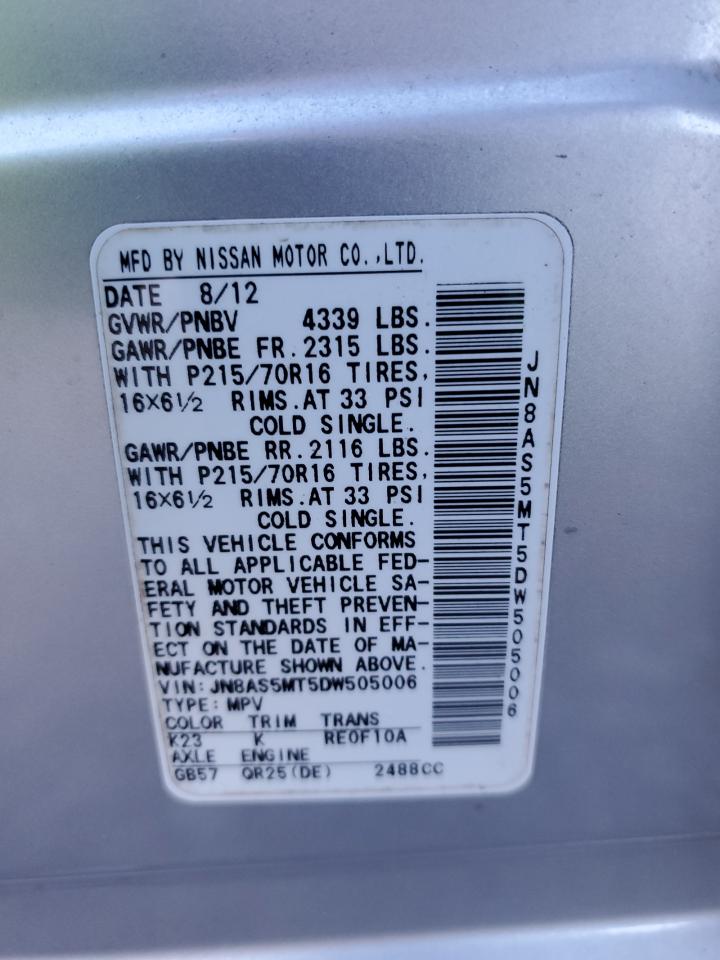 MFD BY NISSAN MOTOR CO.,LTD.
DATE 8/12
GVWR/PNBV 4339 LBS.
GAWR/PNBE FR.2315 LBS.
WITH P215/70R16 TIRES,
16X6 1/2 RIMS.AT 33 PSI
COLD SINGLE.
GAWR/PNBE RR.2116 LBS.
WITH P215/70R16 TIRES,
16X6 1/2 RIMS.AT 33 PSI
COLD SINGLE.
THIS VEHICLE CONFORMS
TO ALL APPLICABLE FED-
ERAL MOTOR VEHICLE SA-
FETY AND THEFT PREVEN-
TION STANDARDS IN EFF-
ECT ON THE DATE OF MA-
NUFACTURE SHOWN ABOVE.
VIN:JN8AS5MT5DW505006
TYPE:MPV
COLOR TRIM TRANS
K23 K RE0F10A
AXLE ENGINE
GB57 QR25(DE) 2488CC
JN8AS5MT5DW505006